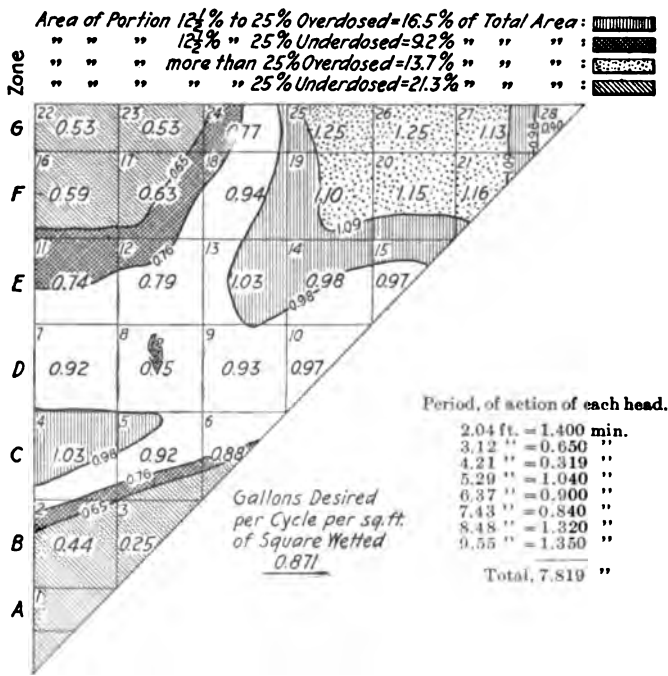 Area of Portion 12½% to 25% Overdosed=16.5% of Total Area:
" " " 12½% " 25% Underdosed=9.2% " " " :
" " " more than 25% Overdosed=13.7% " " " :
" " " " " 25% Underdosed=21.3% " " " :
Zone
G 22 0.53 23 0.53 24 0.77 25 1.25 26 1.25 27 1.13 0.98 28 0.40
F 16 0.59 17 0.63 0.65 18 0.94 19 1.10 20 1.15 21 1.16 1.09
1.09
E 11 0.74 12 0.79 0.76 13 1.03 14 0.98 15 0.97
0.98
D 7 0.92 8 9 0.93 10 0.97
C 4 1.03 0.98 5 0.92 6 0.88
0.76
0.65
B 2 0.44 3 0.25
A 1
Gallons Desired
per Cycle per sq.ft.
of Square Wetted
0.871
Period, of action of each head.
2.04 ft. = 1.400 min.
3.12 " = 0.650 "
4.21 " = 0.319 "
5.29 " = 1.040 "
6.37 " = 0.900 "
7.43 " = 0.840 "
8.48 " = 1.320 "
9.55 " = 1.350 "
Total, 7.819 "